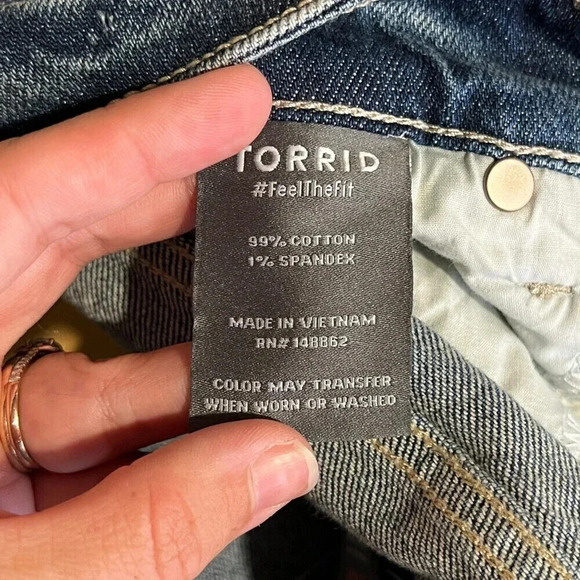 TORRID
#FeelTheFit
99% COTTON
1% SPANDEX
MADE IN VIETNAM
RN# 148862
COLOR MAY TRANSFER
WHEN WORN OR WASHED